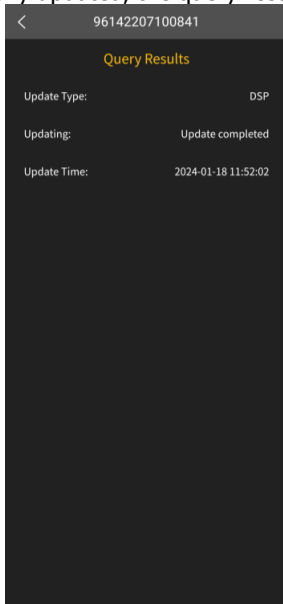 96142207100841
Query Results
Update Type: DSP
Updating: Update completed
Update Time: 2024-01-18 11:52:02